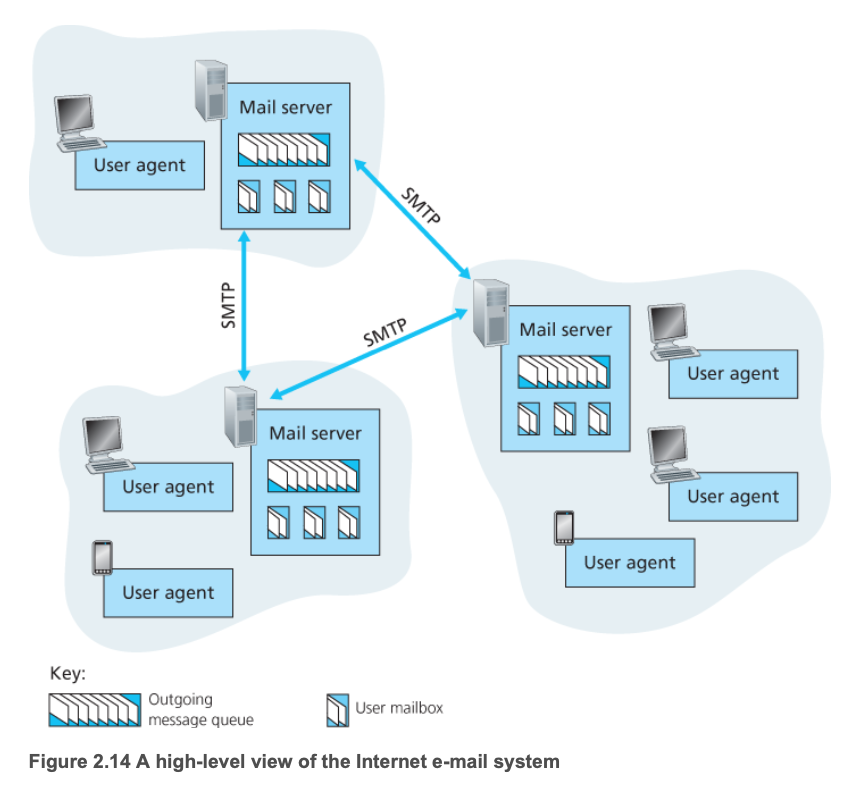 Mail server
User agent
SMTP
SMTP
SMTP
Mail server
User agent
User agent
User agent
Mail server
User agent
User agent
Key:
Outgoing
message queue
User mailbox
Figure 2.14 A high-level view of the Internet e-mail system